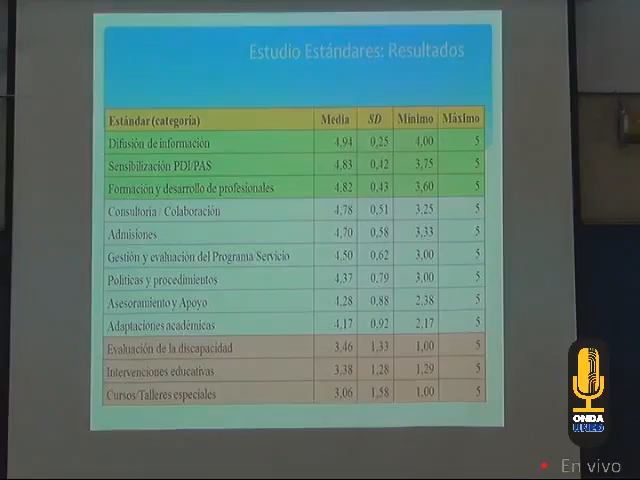 Estudio Estándares: Resultados
Estándar (categoría) Media SD Mínimo Máximo
Difusión de información 4,94 0,25 4,00 5
Sensibilización PDI/PAS 4,83 0,42 3,75 5
Formación y desarrollo de profesionales 4,82 0,43 3,60 5
Consultoría / Colaboración 4,78 0,51 3,25 5
Admisiones 4,70 0,58 3,33 5
Gestión y evaluación del Programa Servicio 4,50 0,62 3,00 5
Políticas y procedimientos 4,37 0,79 3,00 5
Asesoramiento y Apoyo 4,28 0,88 2,38 5
Adaptaciones académicas 4,17 0,92 2,17 5
Evaluación de la discapacidad 3,46 1,33 1,00 5
Intervenciones educativas 3,38 1,28 1,29 5
Cursos/Talleres especiales 3,06 1,58 1,00 5
ONDA
UNED
En vivo